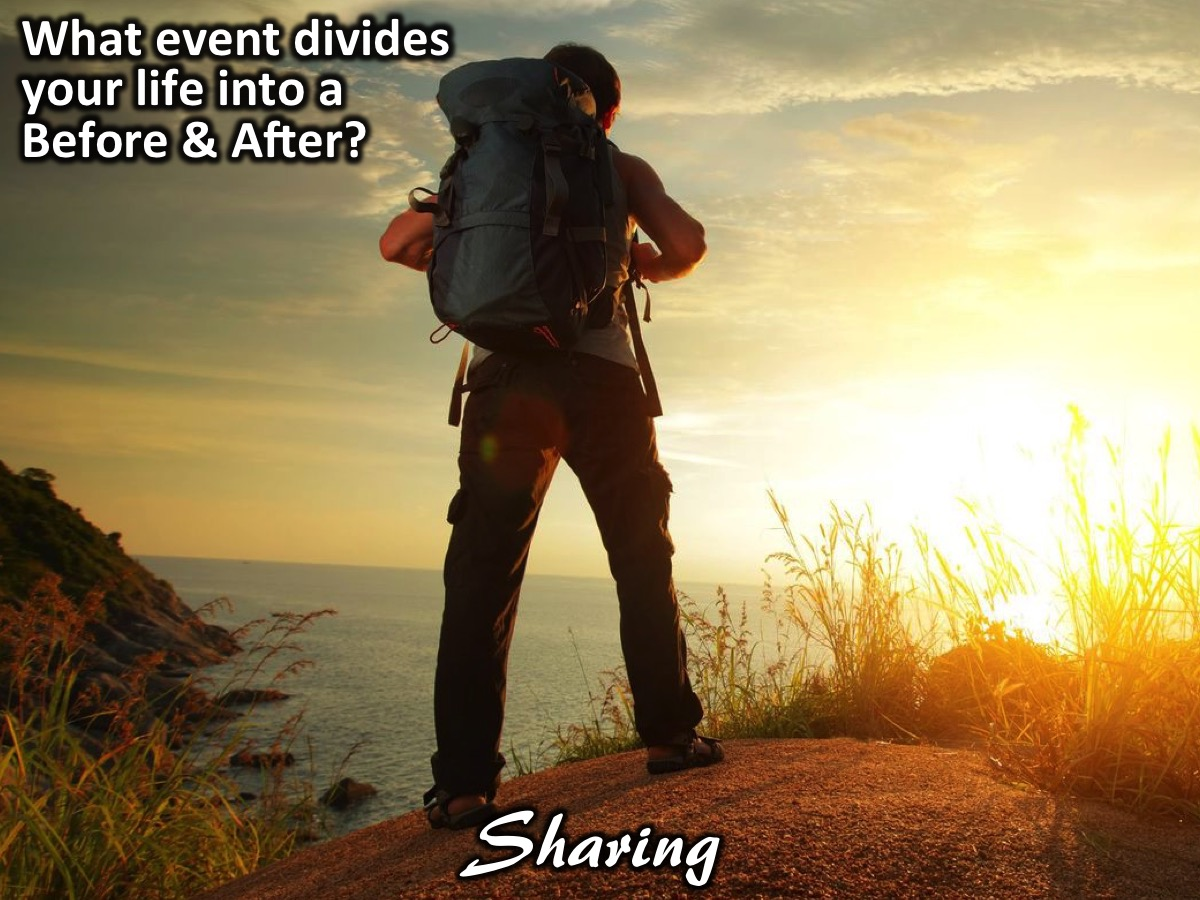 What event divides
your life into a
Before & After?
Sharing